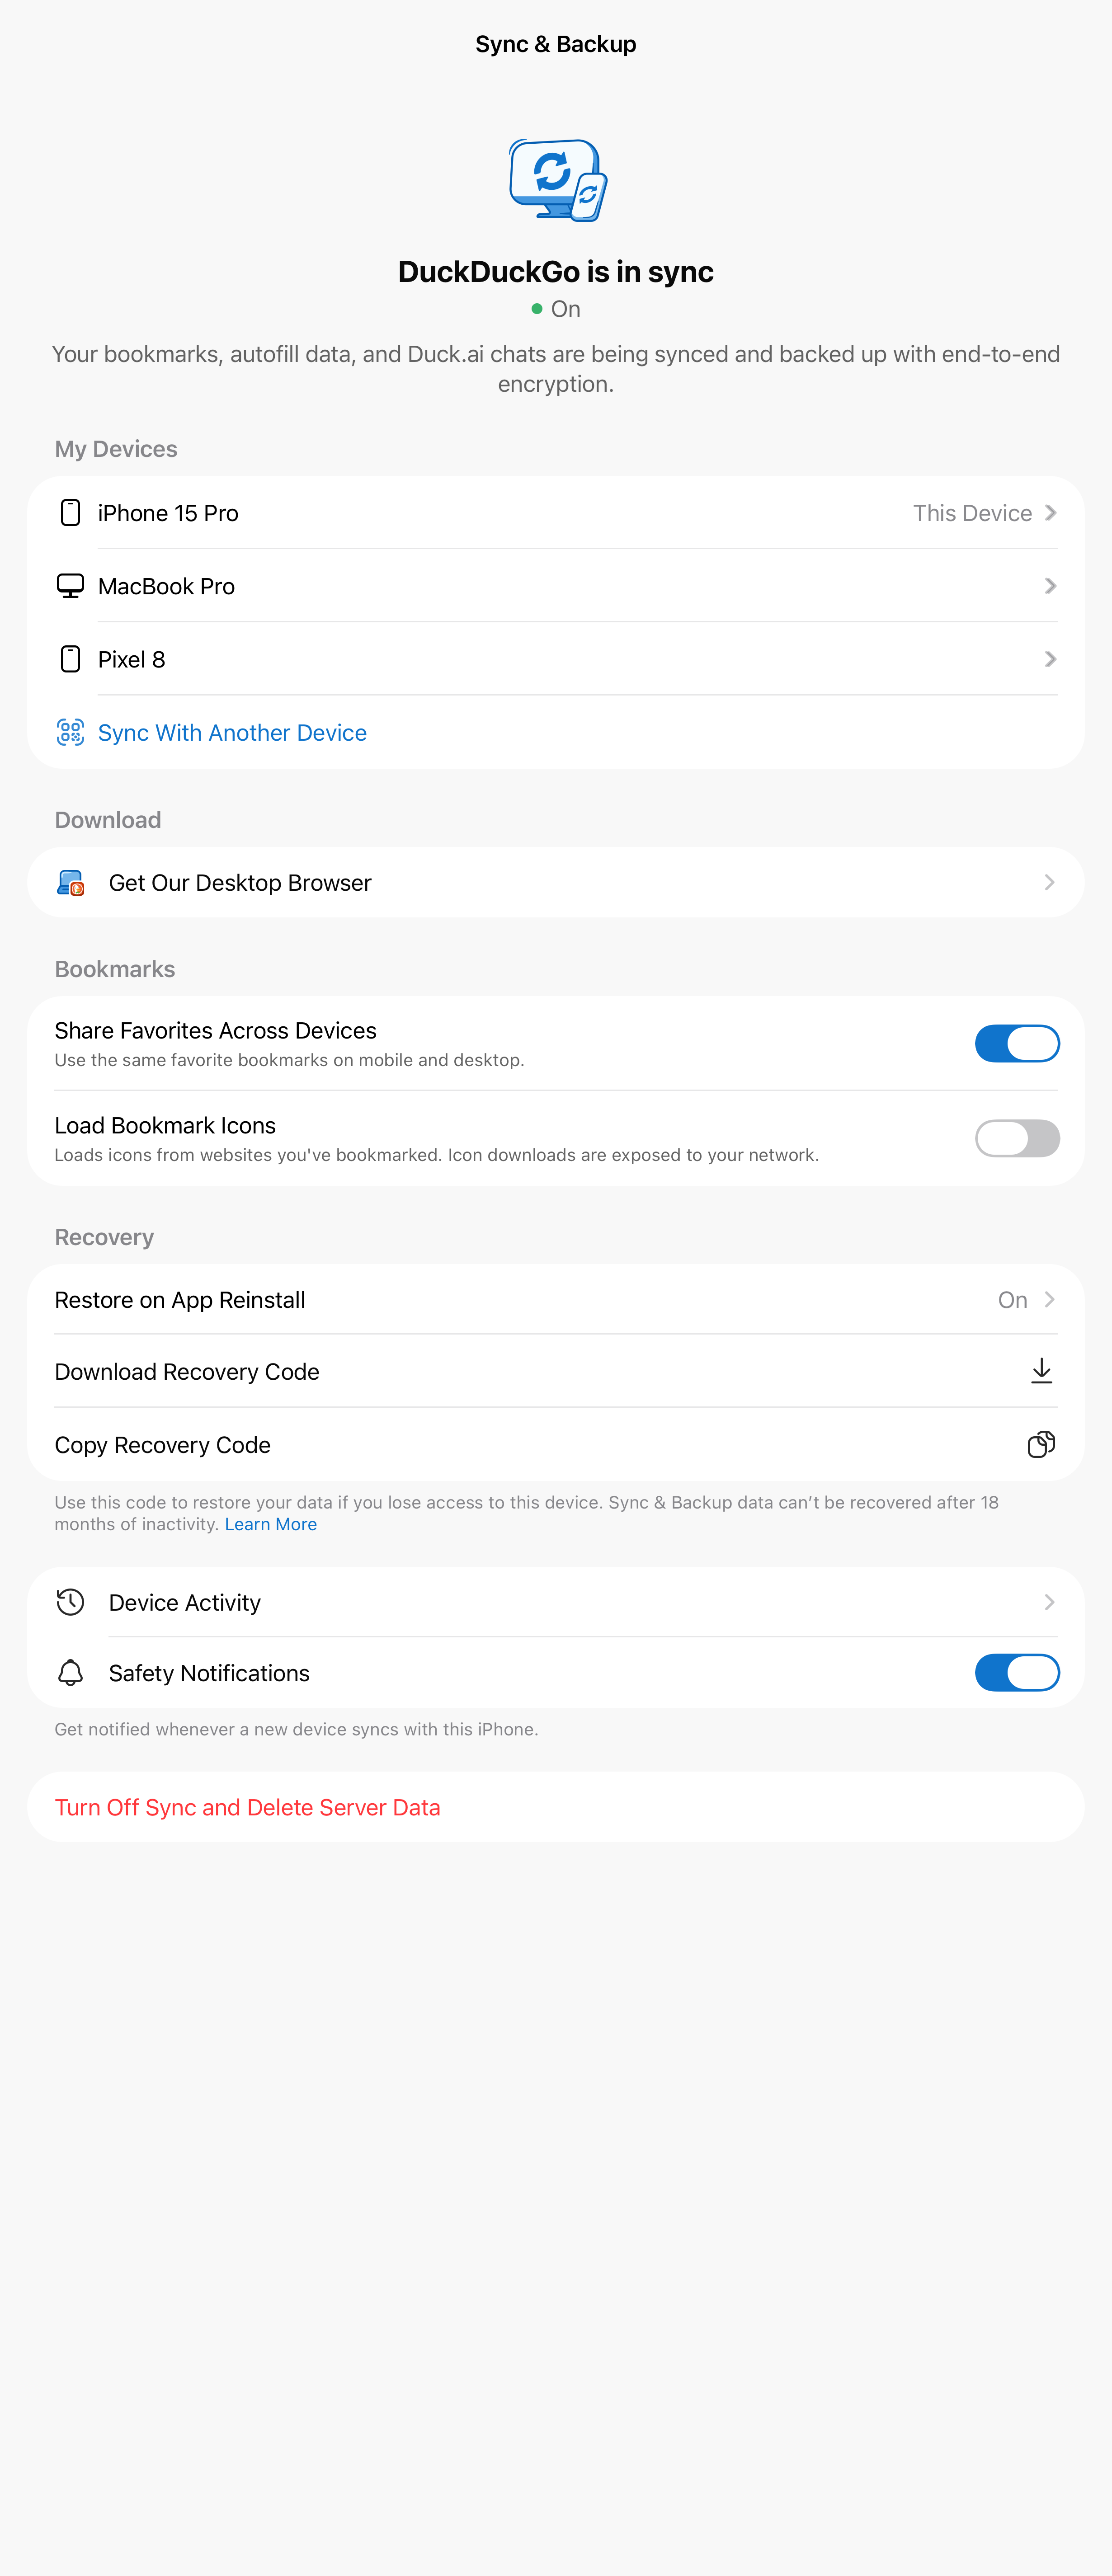 Sync & Backup
DuckDuckGo is in sync
On
Your bookmarks, autofill data, and Duck.ai chats are being synced and backed up with end-to-end
encryption.
My Devices
iPhone 15 Pro This Device
MacBook Pro
Pixel 8
Sync With Another Device
Download
Get Our Desktop Browser
Bookmarks
Share Favorites Across Devices
Use the same favorite bookmarks on mobile and desktop.
Load Bookmark Icons
Loads icons from websites you've bookmarked. Icon downloads are exposed to your network.
Recovery
Restore on App Reinstall On
Download Recovery Code
Copy Recovery Code
Use this code to restore your data if you lose access to this device. Sync & Backup data can’t be recovered after 18
months of inactivity. Learn More
Device Activity
Safety Notifications
Get notified whenever a new device syncs with this iPhone.
Turn Off Sync and Delete Server Data